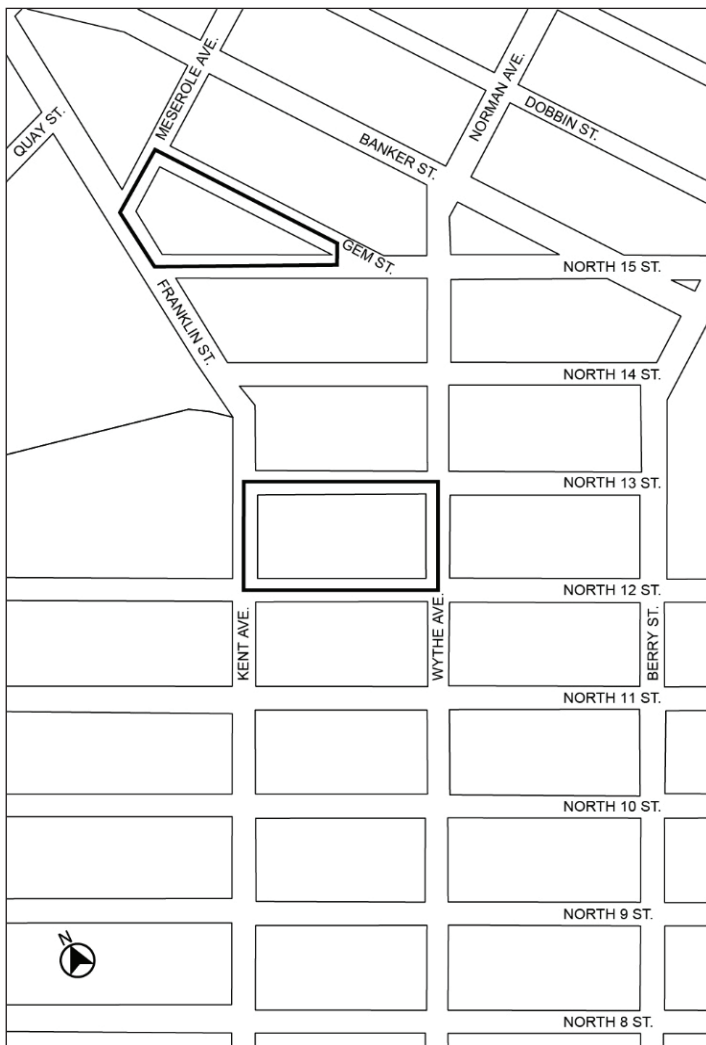 MESEROLE AVE.
QUAY ST.
NORMAN AVE.
DOBBIN ST.
BANKER ST.
GEM ST.
NORTH 15 ST.
FRANKLIN ST.
NORTH 14 ST.
NORTH 13 ST.
NORTH 12 ST.
KENT AVE.
WYTHE AVE.
BERRY ST.
NORTH 11 ST.
NORTH 10 ST.
NORTH 9 ST.
N
NORTH 8 ST.